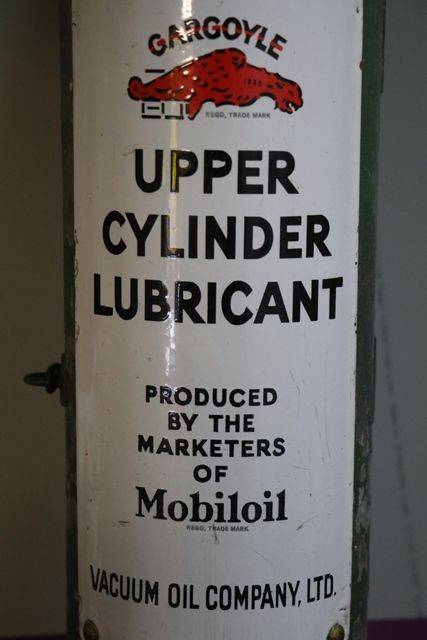 GARGOYLE
REGD, TRADE MARK
UPPER
CYLINDER
LUBRICANT
PRODUCED
BY THE
MARKETERS
OF
Mobiloil
REGD, TRADE MARK
VACUUM OIL COMPANY, LTD.